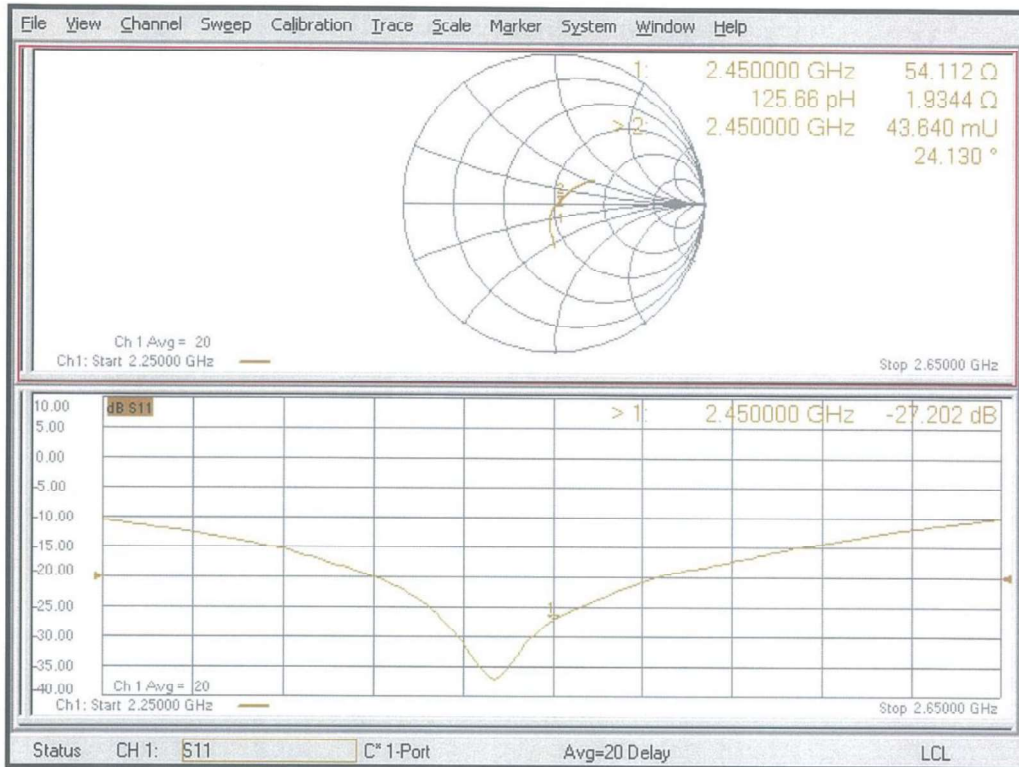 File View Channel Sweep Calibration Trace Scale Marker System Window Help
1: 2.450000 GHz 54.112 Ω
125.66 pH 1.9344 Ω
> 2: 2.450000 GHz 43.640 mU
24.130 °
2
1
Ch 1 Avg = 20
Ch1: Start 2.25000 GHz
Stop 2.65000 GHz
10.00
dB S11
> 1: 2.450000 GHz -27.202 dB
5.00
0.00
-5.00
-10.00
-15.00
-20.00
-25.00
1
-30.00
-35.00
-40.00
Ch 1 Avg = 20
Ch1: Start 2.25000 GHz
Stop 2.65000 GHz
Status CH 1: S11 C* 1-Port Avg=20 Delay LCL